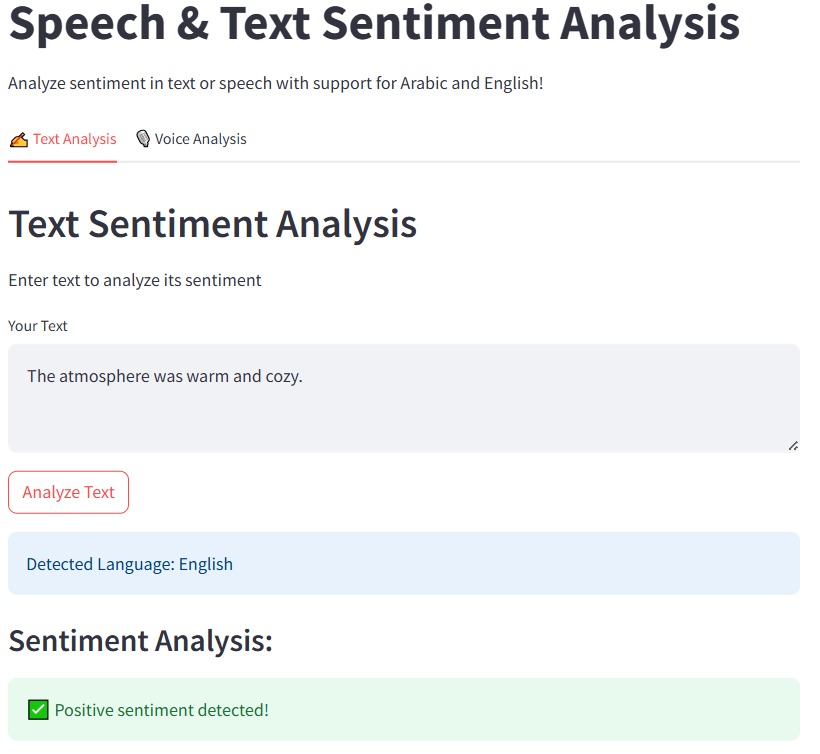 Speech & Text Sentiment Analysis
Analyze sentiment in text or speech with support for Arabic and English!
✍️ Text Analysis 🎙️ Voice Analysis
Text Sentiment Analysis
Enter text to analyze its sentiment
Your Text
The atmosphere was warm and cozy.
Analyze Text
Detected Language: English
Sentiment Analysis:
✅ Positive sentiment detected!